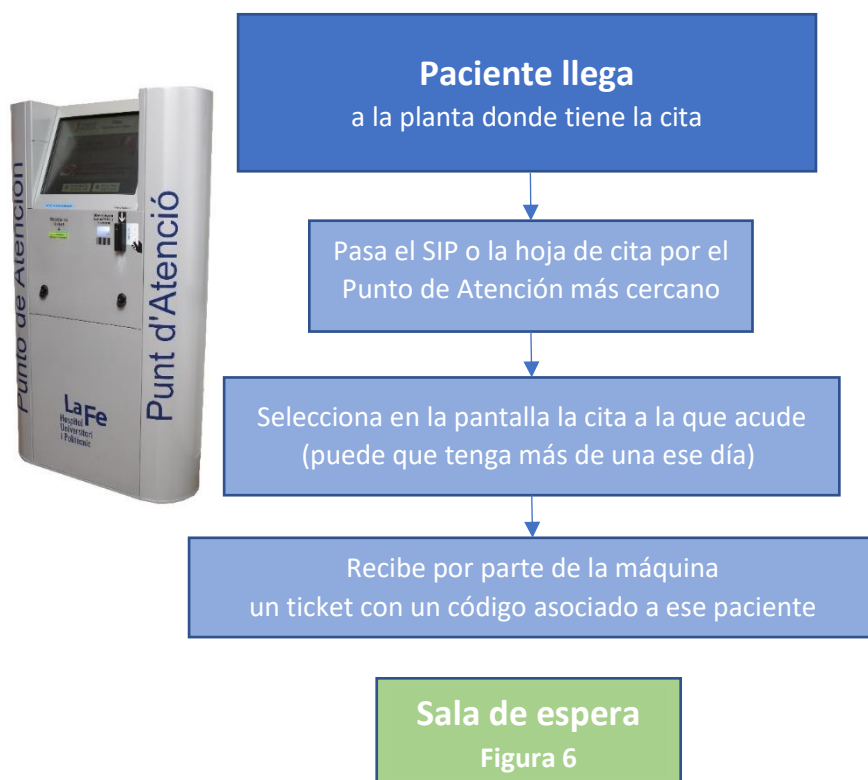 Paciente llega
a la planta donde tiene la cita
Pasa el SIP o la hoja de cita por el
Punto de Atención más cercano
Selecciona en la pantalla la cita a la que acude
(puede que tenga más de una ese día)
Recibe por parte de la máquina
un ticket con un código asociado a ese paciente
Sala de espera
Figura 6
Punto de Atención
Punt d'Atenció
La Fe
Hospital
Universitari
i Politècnic